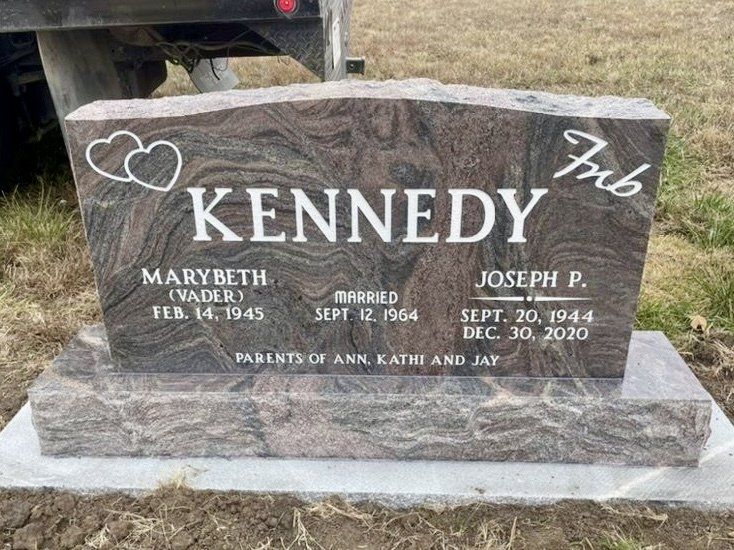 Fnb
KENNEDY
MARYBETH
(VADER)
FEB. 14, 1945
MARRIED
SEPT. 12, 1964
JOSEPH P.
SEPT. 20, 1944
DEC. 30, 2020
PARENTS OF ANN, KATHI AND JAY